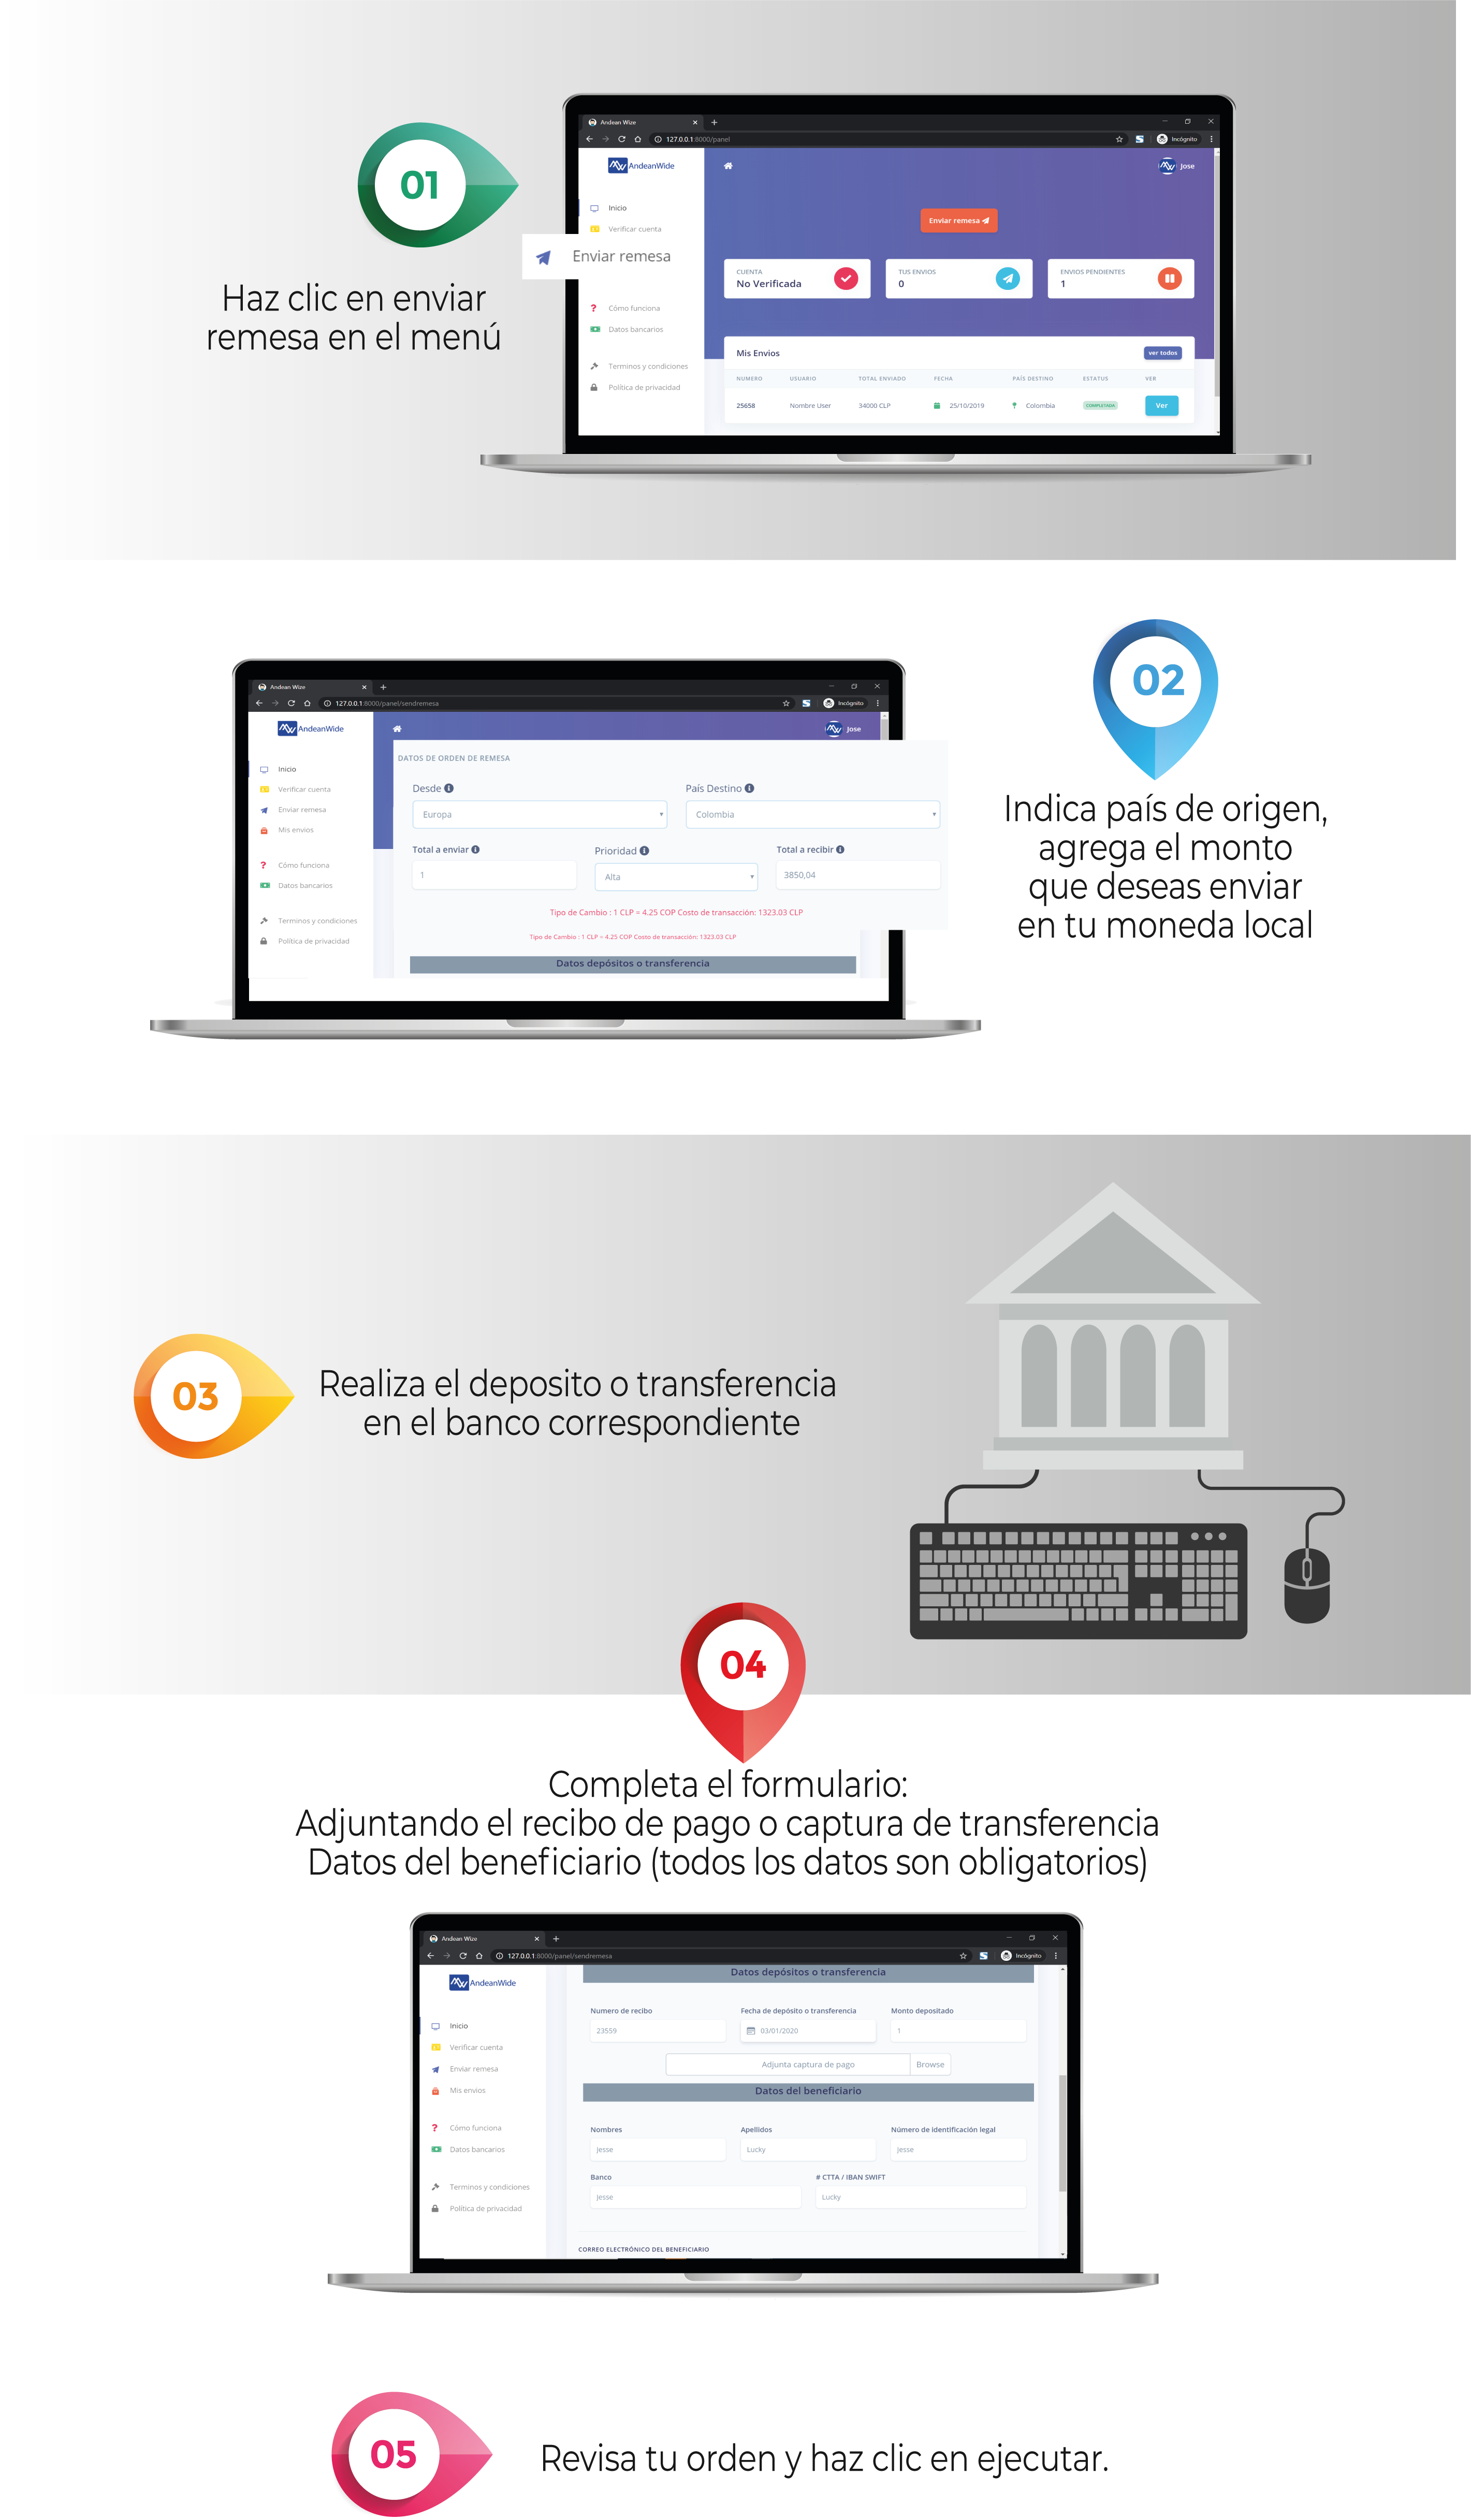 01
Haz clic en enviar
remesa en el menú
Andean Wize
127.0.0.1:8000/panel
Incógnito
AndeanWide
Jose
Inicio
Verificar cuenta
Enviar remesa
Cómo funciona
Datos bancarios
Terminos y condiciones
Política de privacidad
Enviar remesa
CUENTA
No Verificada
TUS ENVIOS
0
ENVIOS PENDIENTES
1
Mis Envios
ver todos
NUMERO USUARIO TOTAL ENVIADO FECHA PAÍS DESTINO ESTATUS VER
25658 Nombre User 34000 CLP 25/10/2019 Colombia COMPLETADA Ver
02
Indica país de origen,
agrega el monto
que deseas enviar
en tu moneda local
Andean Wize
127.0.0.1:8000/panel/sendremesa
Incógnito
AndeanWide
Jose
Inicio
Verificar cuenta
Enviar remesa
Mis envios
Cómo funciona
Datos bancarios
Terminos y condiciones
Política de privacidad
DATOS DE ORDEN DE REMESA
Desde País Destino
Europa Colombia
Total a enviar Prioridad Total a recibir
1 Alta 3850,04
Tipo de Cambio : 1 CLP = 4.25 COP Costo de transacción: 1323.03 CLP
Tipo de Cambio : 1 CLP = 4.25 COP Costo de transacción: 1323.03 CLP
Datos depósitos o transferencia
03
Realiza el deposito o transferencia
en el banco correspondiente
04
Completa el formulario:
Adjuntando el recibo de pago o captura de transferencia
Datos del beneficiario (todos los datos son obligatorios)
Andean Wize
127.0.0.1:8000/panel/sendremesa
Incógnito
AndeanWide
Inicio
Verificar cuenta
Enviar remesa
Mis envios
Cómo funciona
Datos bancarios
Terminos y condiciones
Política de privacidad
Datos depósitos o transferencia
Numero de recibo Fecha de depósito o transferencia Monto depositado
23559 03/01/2020 1
Adjunta captura de pago Browse
Datos del beneficiario
Nombres Apellidos Número de identificación legal
Jesse Lucky Jesse
Banco # CTTA / IBAN SWIFT
Jesse Lucky
CORREO ELECTRÓNICO DEL BENEFICIARIO
05
Revisa tu orden y haz clic en ejecutar.